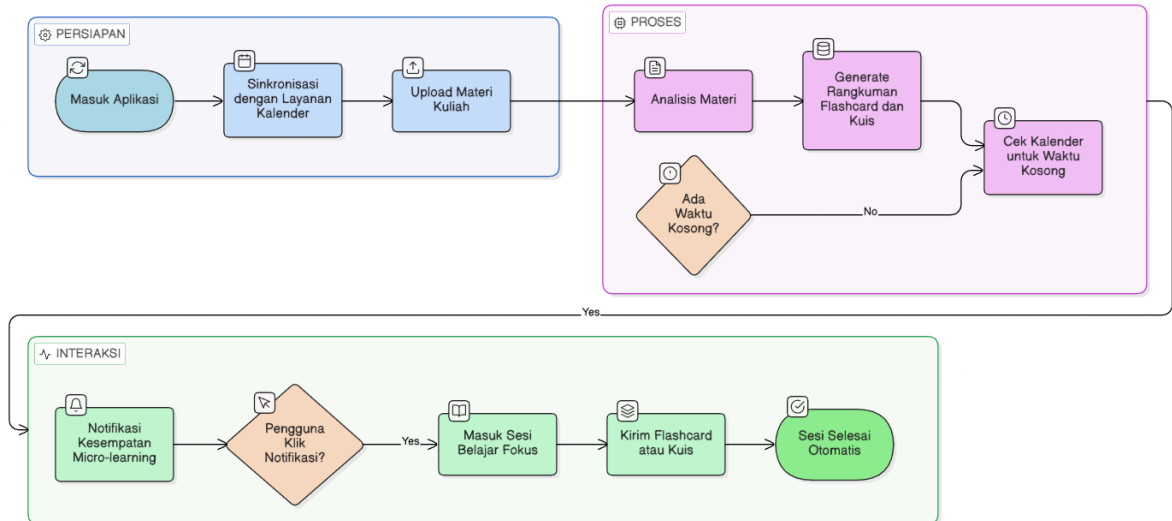 PERSIAPAN
Masuk Aplikasi
Sinkronisasi
dengan Layanan
Kalender
Upload Materi
Kuliah
PROSES
Analisis Materi
Generate
Rangkuman
Flashcard dan
Kuis
Cek Kalender
untuk Waktu
Kosong
Ada
Waktu
Kosong?
No
Yes
INTERAKSI
Notifikasi
Kesempatan
Micro-learning
Pengguna
Klik
Notifikasi?
Yes
Masuk Sesi
Belajar Fokus
Kirim Flashcard
atau Kuis
Sesi Selesai
Otomatis